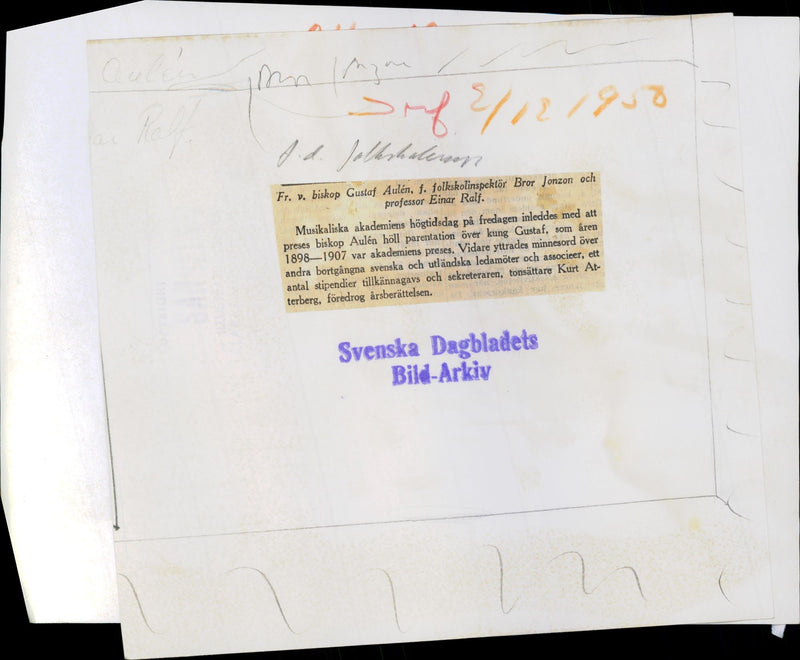 Aulén
Bror Jonzon
Einar Ralf.
2/12 1950
f. d. folkskoleinsp
Fr. v. biskop Gustaf Aulén, f. folkskolinspektör Bror Jonzon och
professor Einar Ralf.
Musikaliska akademiens högtidsdag på fredagen inleddes med att
preses biskop Aulén höll parentation över kung Gustaf, som åren
1898—1907 var akademiens preses. Vidare yttrades minnesord över
andra bortgångna svenska och utländska ledamöter och associeer, ett
antal stipendier tillkännagavs och sekreteraren, tonsättare Kurt At-
terberg, föredrog årsberättelsen.
Svenska Dagbladets
Bild-Arkiv